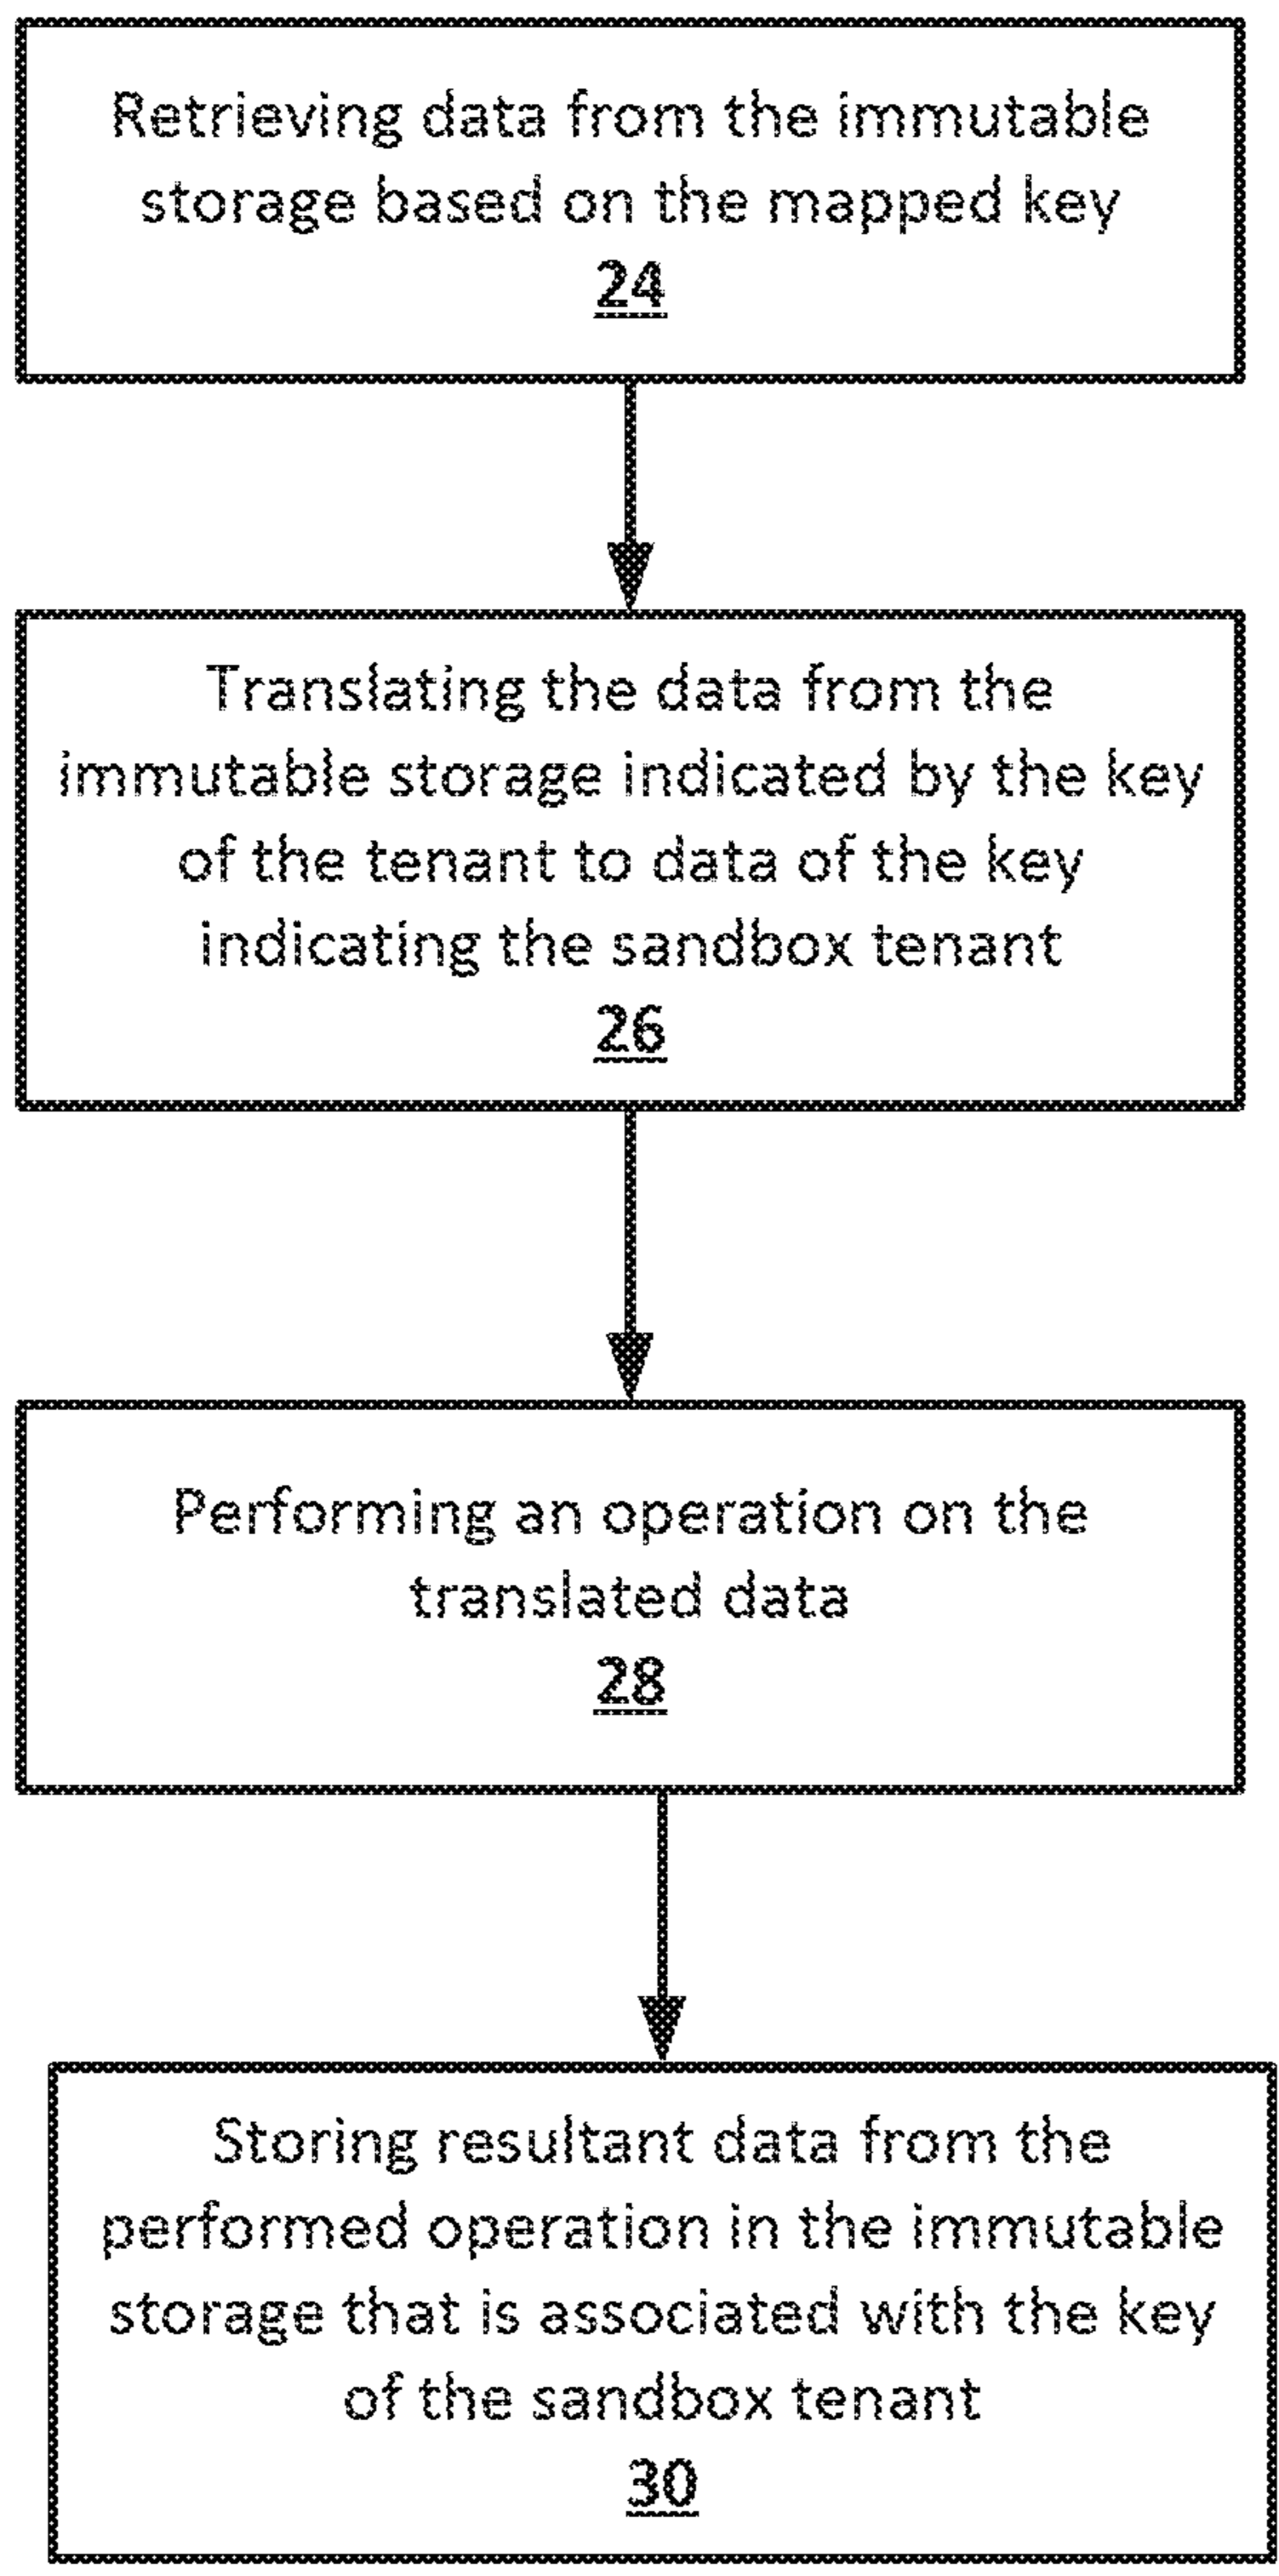 Retrieving data from the immutable
storage based on the mapped key
24
Translating the data from the
immutable storage indicated by the key
of the tenant to data of the key
indicating the sandbox tenant
26
Performing an operation on the
translated data
28
Storing resultant data from the
performed operation in the immutable
storage that is associated with the key
of the sandbox tenant
30